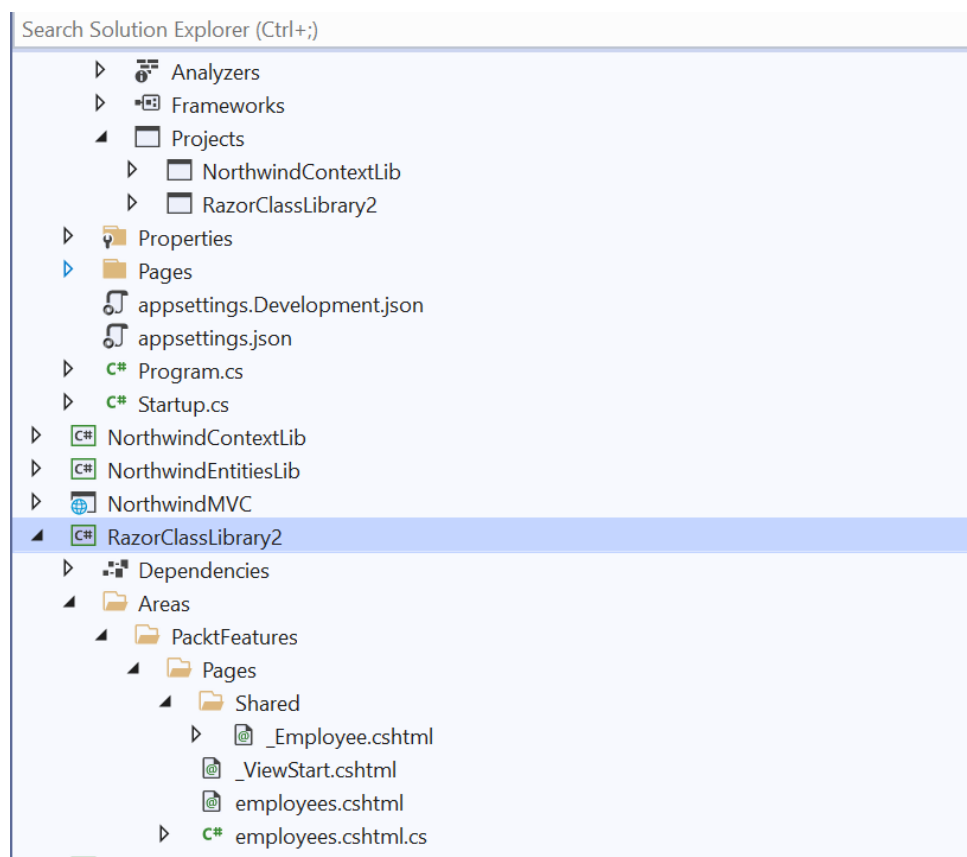 Search Solution Explorer (Ctrl+;)
Analyzers
Frameworks
Projects
NorthwindContextLib
RazorClassLibrary2
Properties
Pages
appsettings.Development.json
appsettings.json
C# Program.cs
C# Startup.cs
C# NorthwindContextLib
C# NorthwindEntitiesLib
NorthwindMVC
C# RazorClassLibrary2
Dependencies
Areas
PacktFeatures
Pages
Shared
@ _Employee.cshtml
@ _ViewStart.cshtml
@ employees.cshtml
C# employees.cshtml.cs